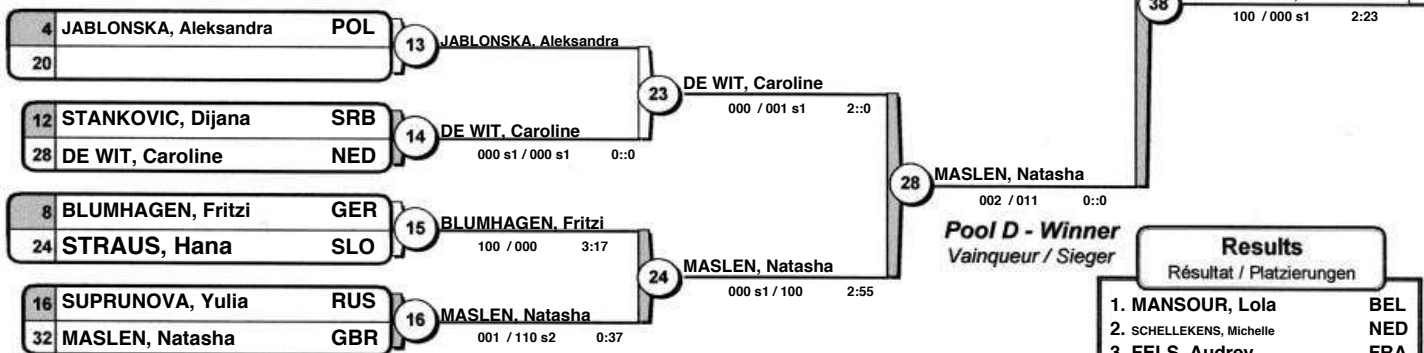 38
100 / 000 s1 2:23
4 JABLONSKA, Aleksandra POL
20
13 JABLONSKA, Aleksandra
23 DE WIT, Caroline
000 / 001 s1 2::0
12 STANKOVIC, Dijana SRB
28 DE WIT, Caroline NED
14 DE WIT, Caroline
000 s1 / 000 s1 0::0
28 MASLEN, Natasha
002 / 011 0::0
8 BLUMHAGEN, Fritzi GER
24 STRAUS, Hana SLO
15 BLUMHAGEN, Fritzi
100 / 000 3:17
24 MASLEN, Natasha
000 s1 / 100 2:55
16 SUPRUNOVA, Yulia RUS
32 MASLEN, Natasha GBR
16 MASLEN, Natasha
001 / 110 s2 0:37
Pool D - Winner
Vainqueur / Sieger
Results
Résultat / Platzierungen
1. MANSOUR, Lola BEL
2. SCHELLEKENS, Michelle NED
3. FELS, Audrey FRA